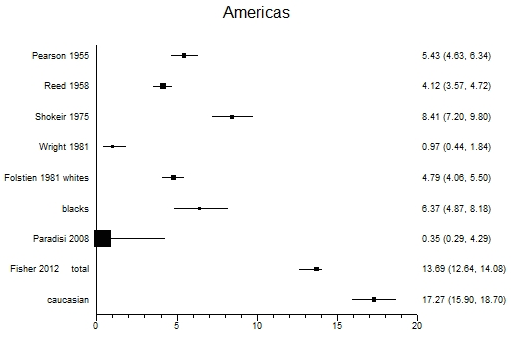 Americas
Pearson 1955 5.43 (4.63, 6.34)
Reed 1958 4.12 (3.57, 4.72)
Shokeir 1975 8.41 (7.20, 9.80)
Wright 1981 0.97 (0.44, 1.84)
Folstien 1981 whites 4.79 (4.06, 5.50)
blacks 6.37 (4.87, 8.18)
Paradisi 2008 0.35 (0.29, 4.29)
Fisher 2012 total 13.69 (12.64, 14.08)
caucasian 17.27 (15.90, 18.70)
0 5 10 15 20